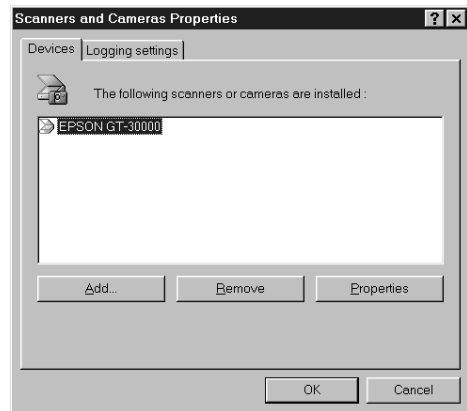 Scanners and Cameras Properties
Devices Logging settings
The following scanners or cameras are installed :
EPSON GT-30000
Add... Remove Properties
OK Cancel